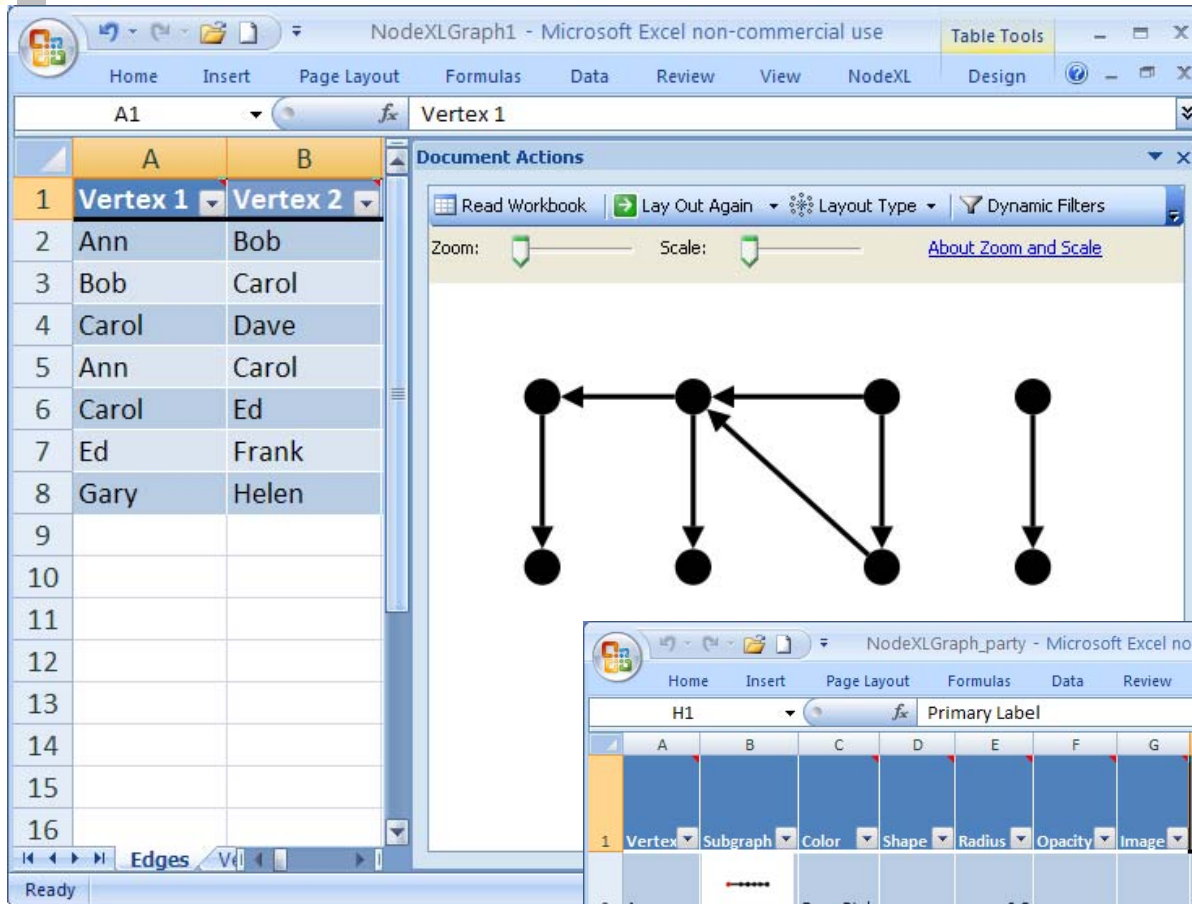 NodeXLGraph1 - Microsoft Excel non-commercial use Table Tools
Home Insert Page Layout Formulas Data Review View NodeXL Design
A1 fx Vertex 1
A B
Document Actions
1 Vertex 1 Vertex 2
Read Workbook Lay Out Again Layout Type Dynamic Filters
2 Ann Bob
Zoom: Scale: About Zoom and Scale
3 Bob Carol
4 Carol Dave
5 Ann Carol
6 Carol Ed
7 Ed Frank
8 Gary Helen
9
10
11
12
13
14
15
16
Edges
Ready
NodeXLGraph_party - Microsoft Excel no
Home Insert Page Layout Formulas Data Review
H1 fx Primary Label
A B C D E F G
1 Vertex Subgraph Color Shape Radius Opacity Image